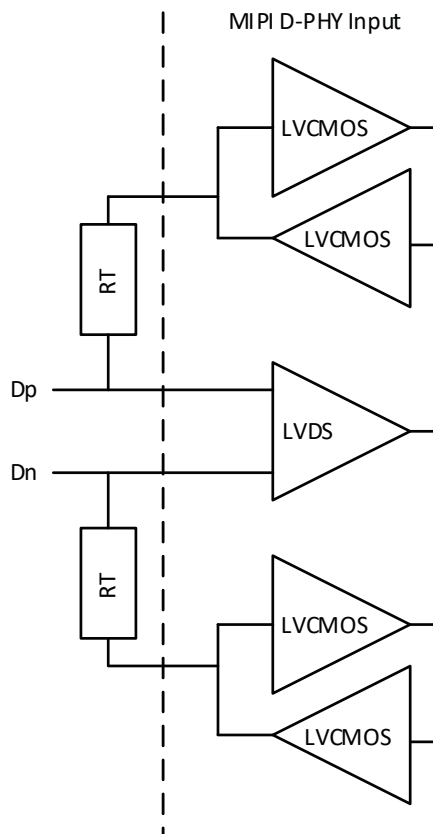 MIPI D-PHY Input
LVCMOS
LVCMOS
RT
Dp
LVDS
Dn
RT
LVCMOS
LVCMOS